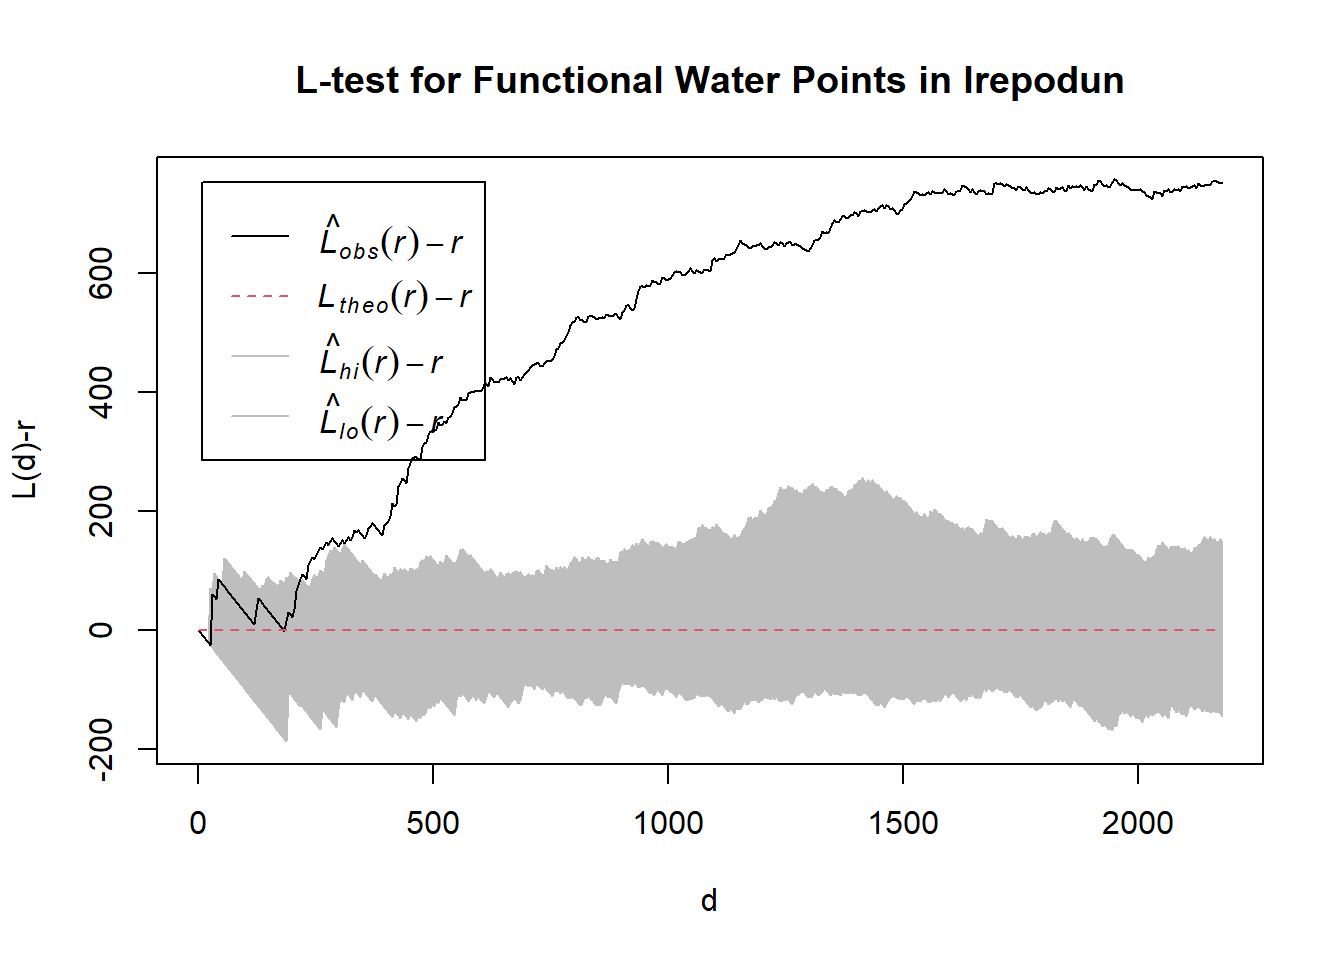 L-test for Functional Water Points in Irepodun
L̂obs(r) − r
Ltheo(r) − r
L̂hi(r) − r
L̂lo(r) − r
L(d)-r
600
400
200
0
-200
0 500 1000 1500 2000
d